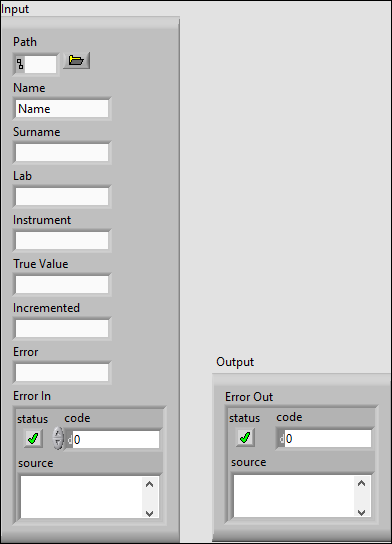 Input
Path
Name
Name
Surname
Lab
Instrument
True Value
Incremented
Error
Error In
status code
0
source
Output
Error Out
status code
0
source